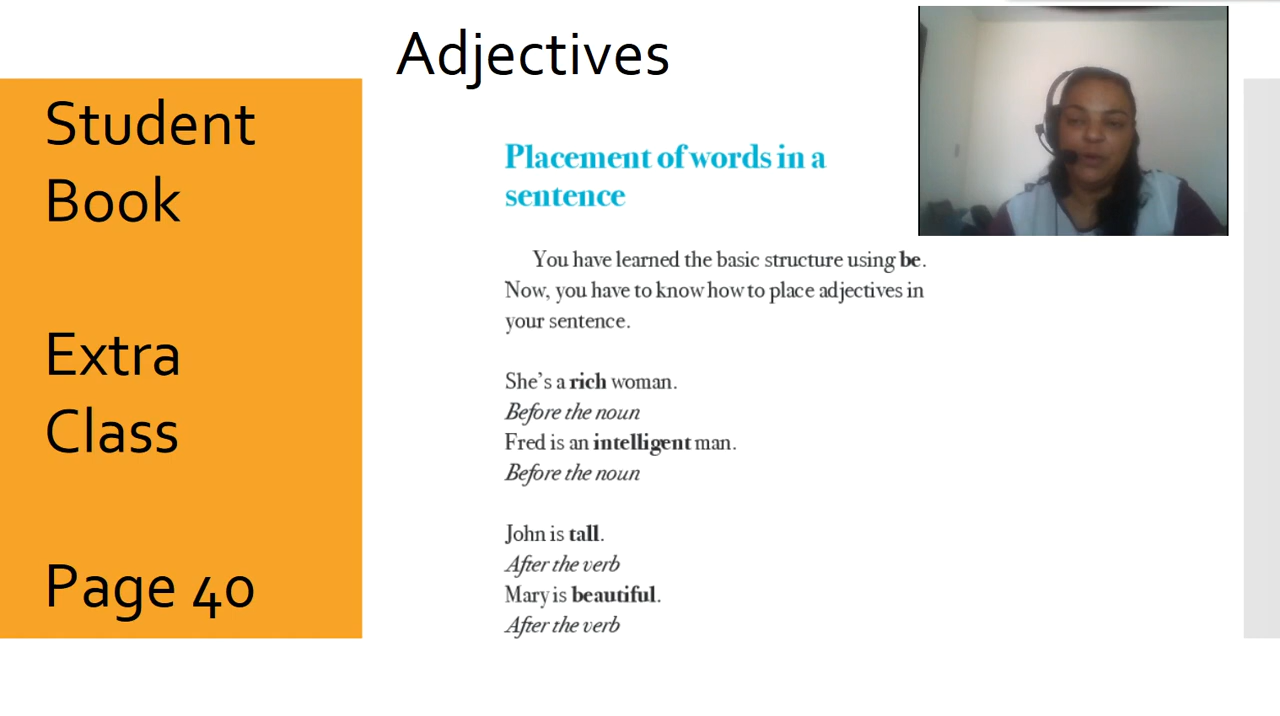 Adjectives
Student
Book
Extra
Class
Page 40
Placement of words in a
sentence
You have learned the basic structure using be.
Now, you have to know how to place adjectives in
your sentence.
She's a rich woman.
Before the noun
Fred is an intelligent man.
Before the noun
John is tall.
After the verb
Mary is beautiful.
After the verb